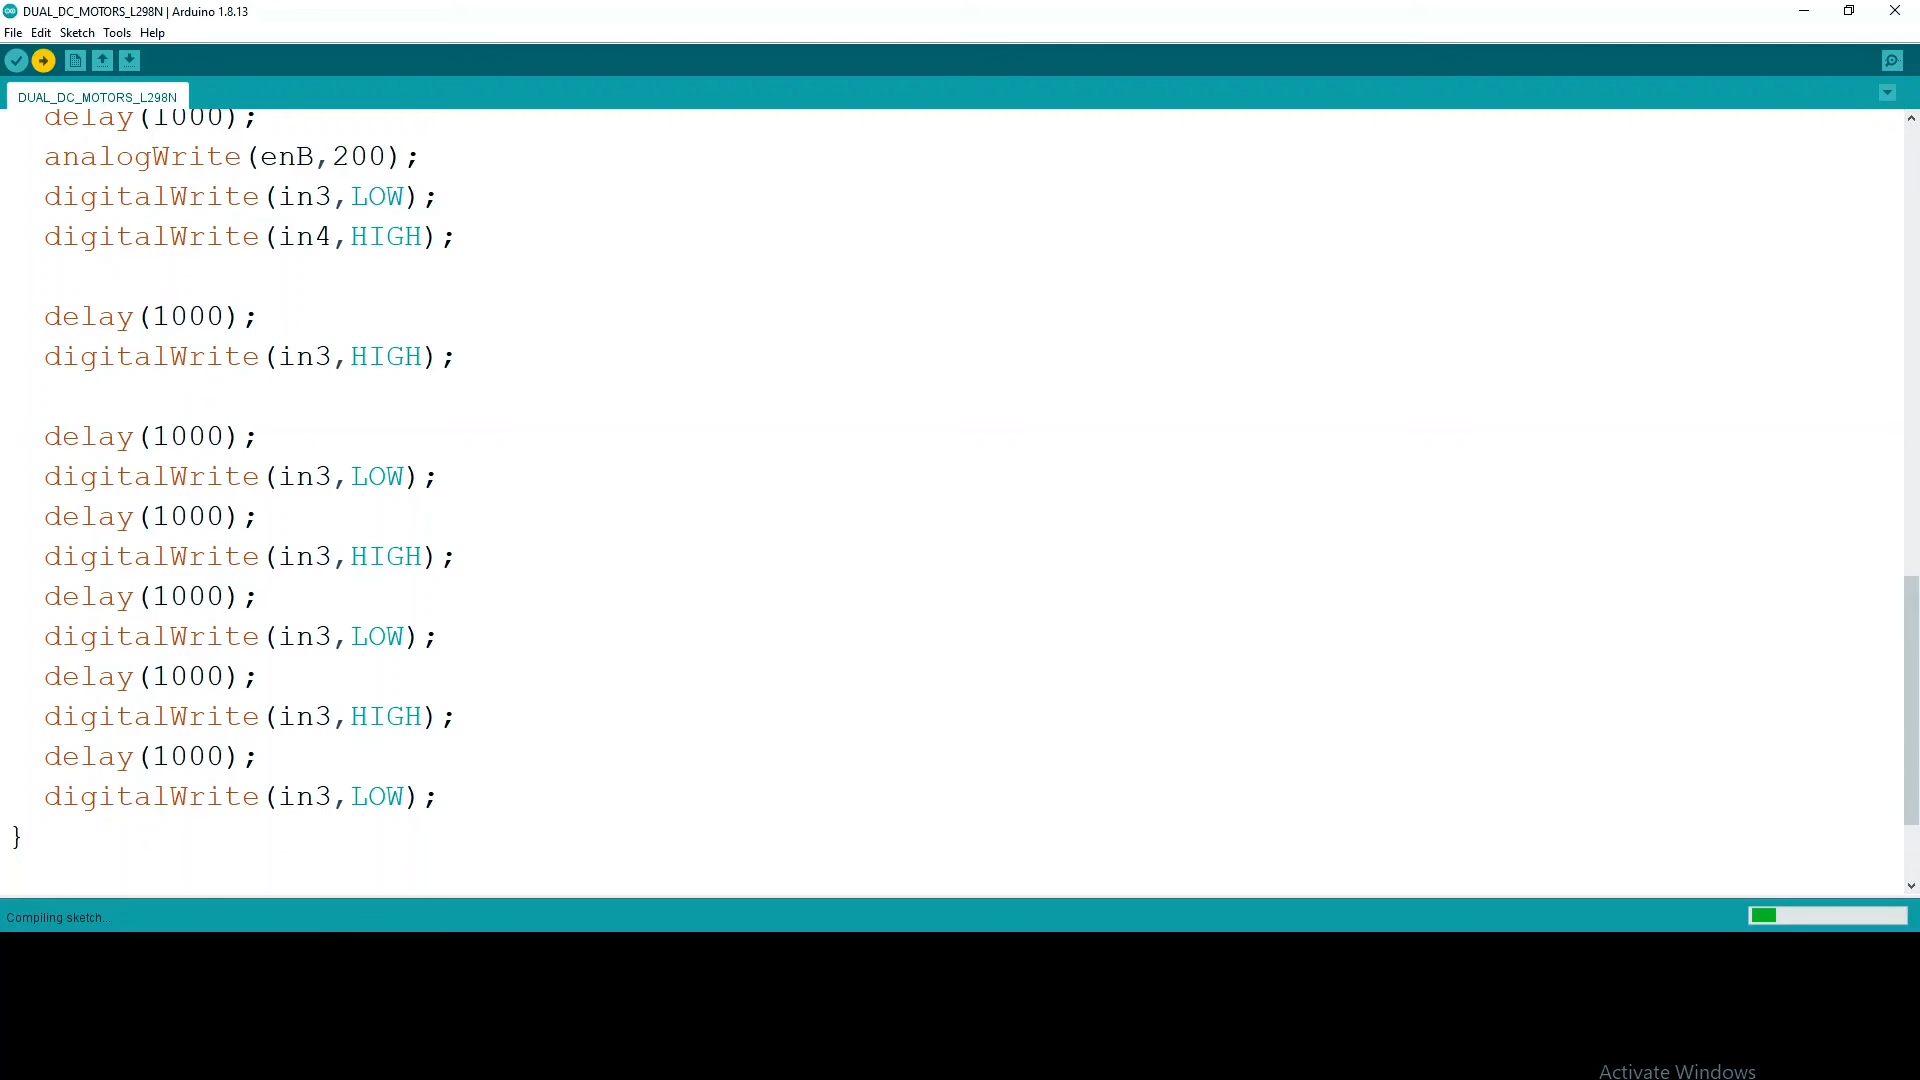 DUAL_DC_MOTORS_L298N | Arduino 1.8.13
File Edit Sketch Tools Help
DUAL_DC_MOTORS_L298N
delay(1000);
analogWrite(enB,200);
digitalWrite(in3,LOW);
digitalWrite(in4,HIGH);
delay(1000);
digitalWrite(in3,HIGH);
delay(1000);
digitalWrite(in3,LOW);
delay(1000);
digitalWrite(in3,HIGH);
delay(1000);
digitalWrite(in3,LOW);
delay(1000);
digitalWrite(in3,HIGH);
delay(1000);
digitalWrite(in3,LOW);
}
Compiling sketch...
Activate Windows